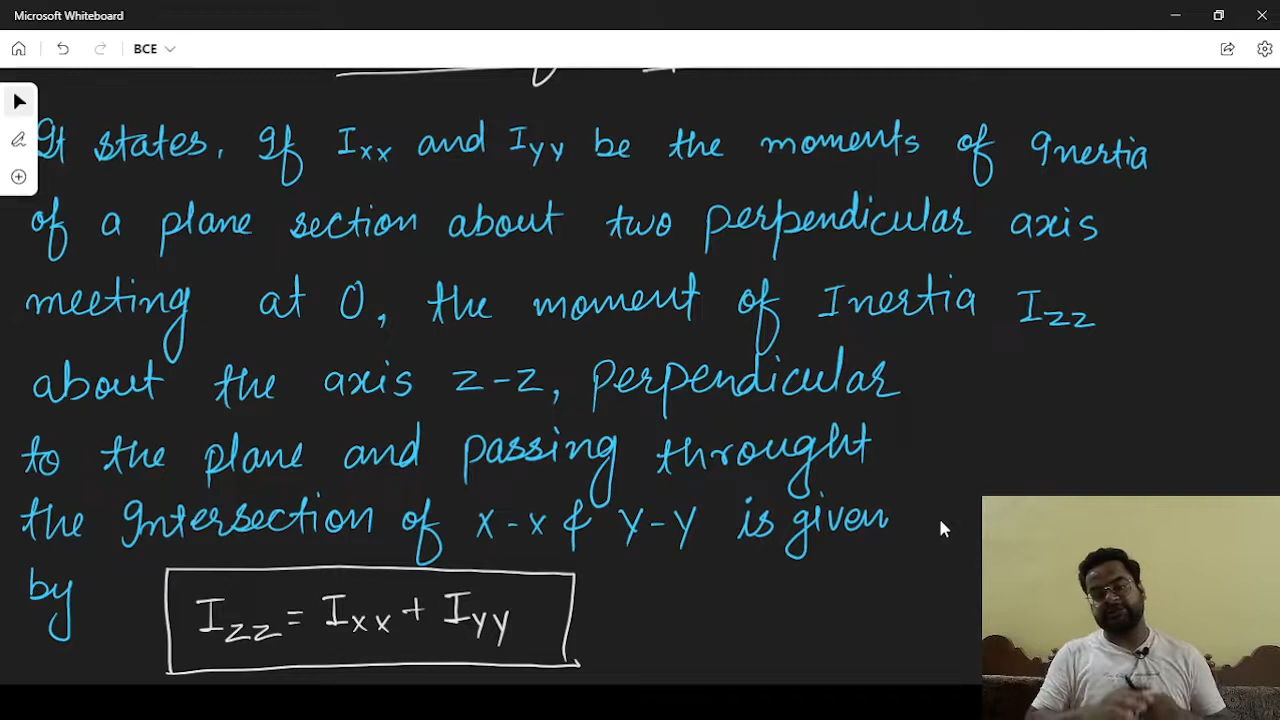 Microsoft Whiteboard
BCE
It states, If Ixx and Iyy be the moments of Inertia
of a plane section about two perpendicular axis
meeting at O, the moment of Inertia Izz
about the axis z-z, perpendicular
to the plane and passing throught
the Intersection of x-x & y-y is given
by
Izz = Ixx + Iyy